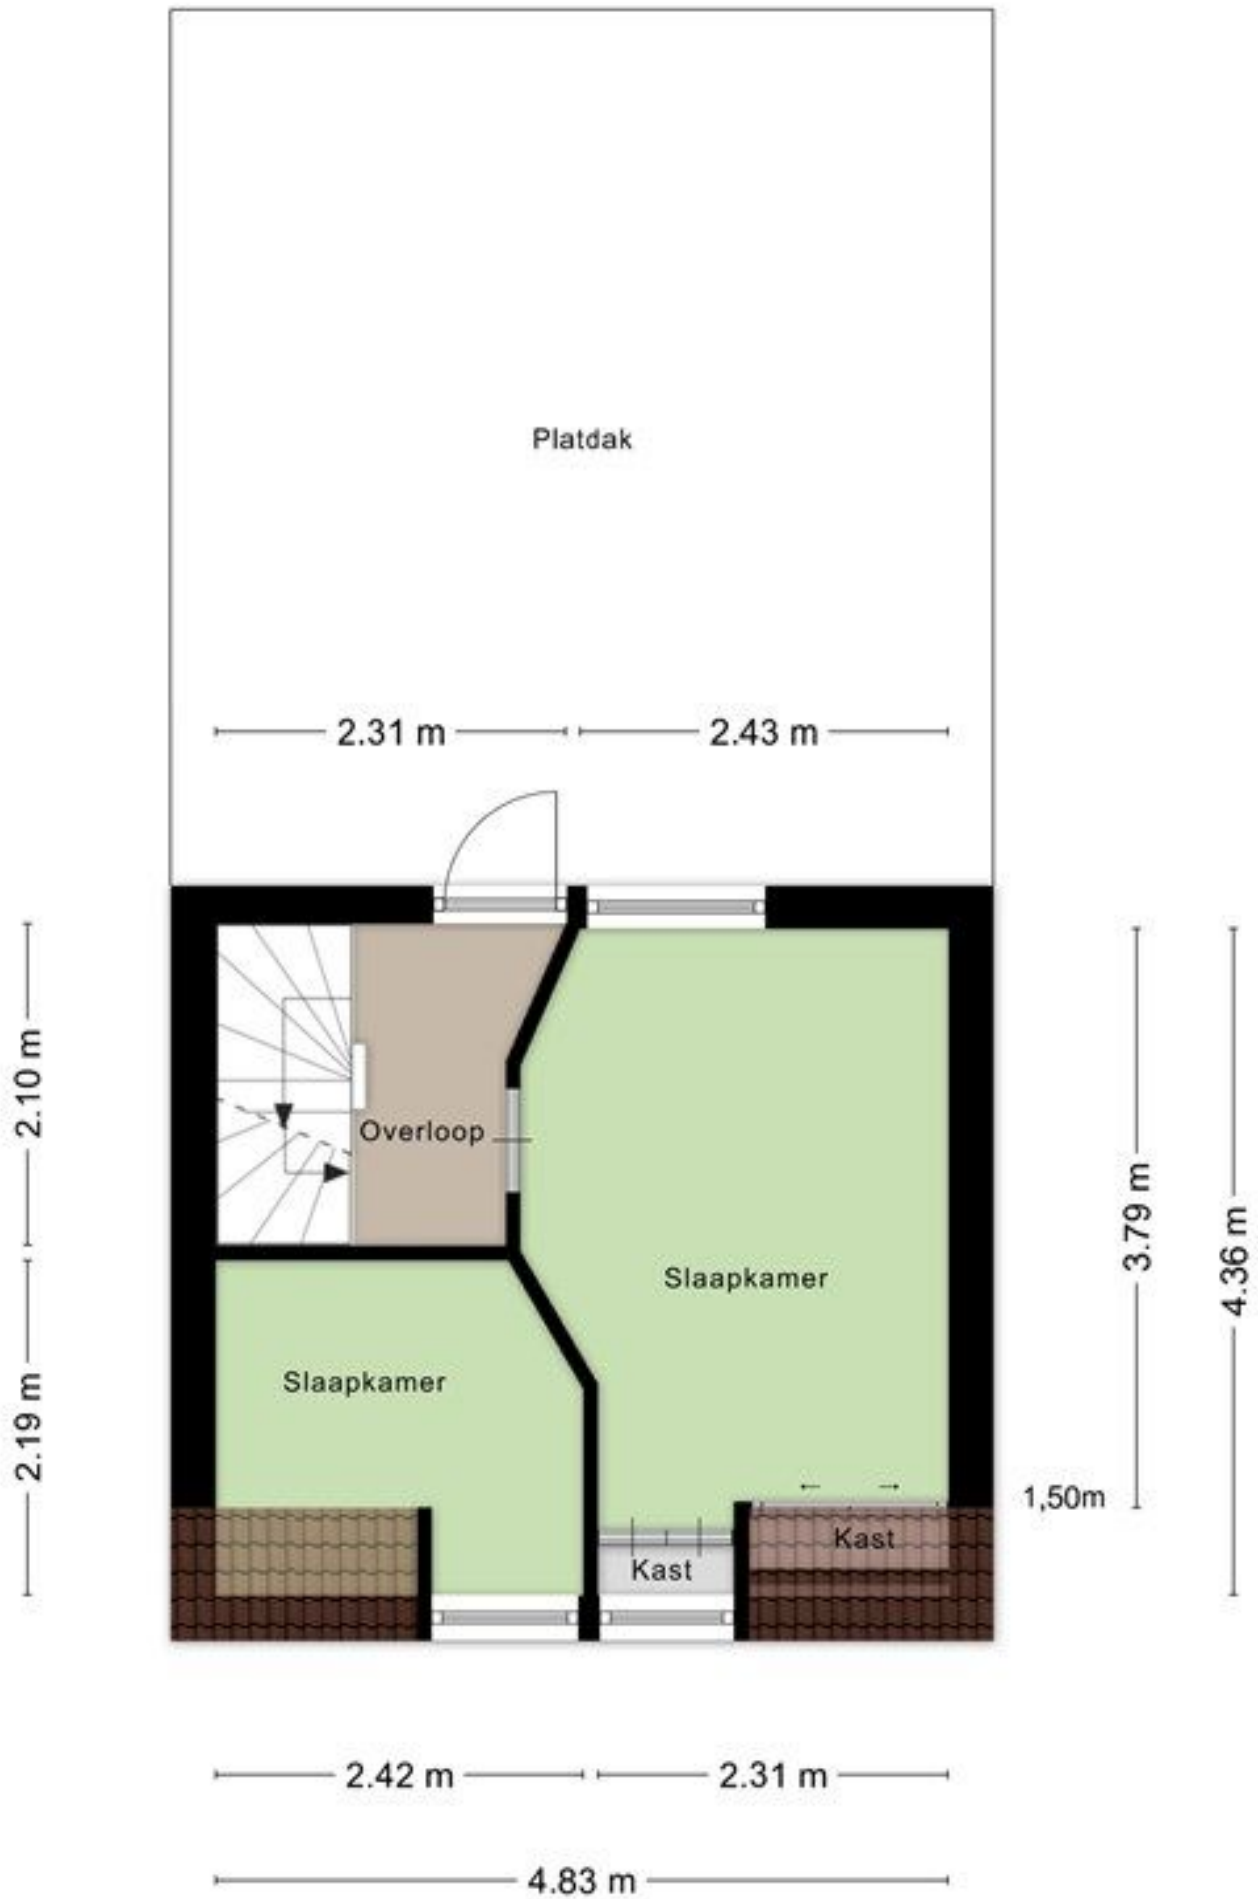 Platdak
2.31 m
2.43 m
2.10 m
Overloop
3.79 m
4.36 m
Slaapkamer
Slaapkamer
2.19 m
1,50m
Kast
Kast
2.42 m
2.31 m
4.83 m